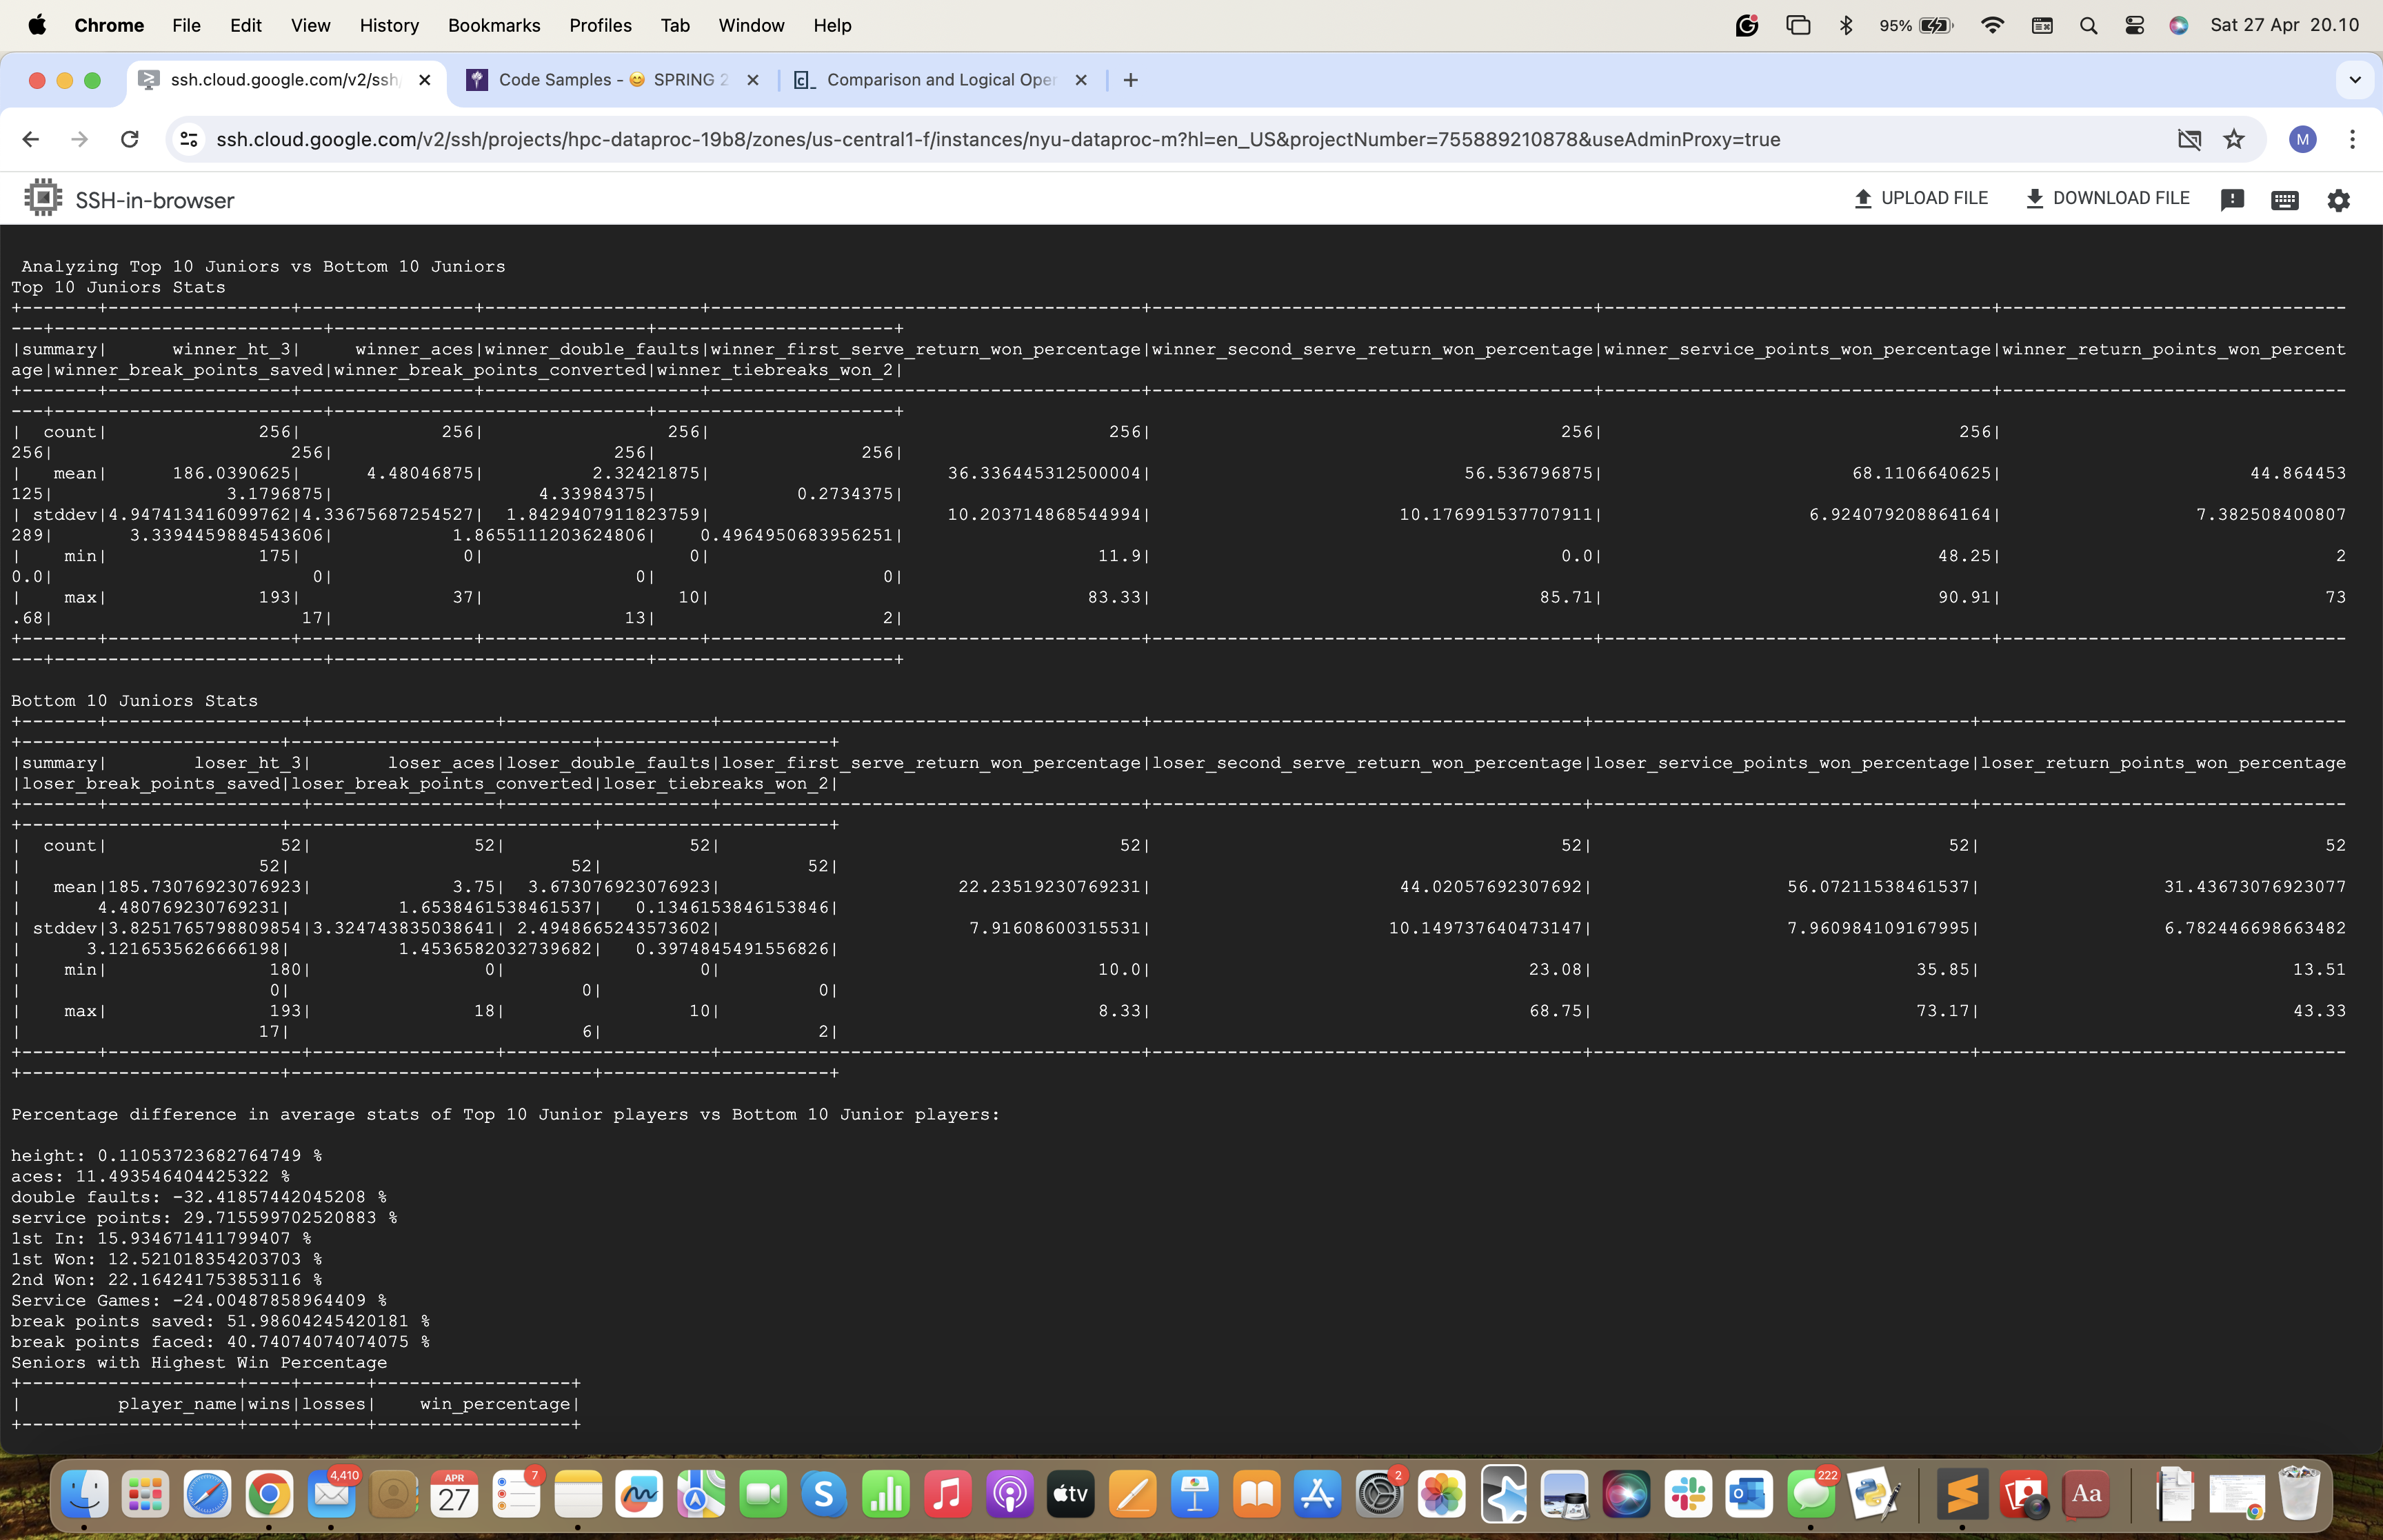 Chrome File Edit View History Bookmarks Profiles Tab Window Help 95% Sat 27 Apr 20.10
ssh.cloud.google.com/v2/ssh Code Samples - 😊 SPRING 2 C_ Comparison and Logical Oper
ssh.cloud.google.com/v2/ssh/projects/hpc-dataproc-19b8/zones/us-central1-f/instances/nyu-dataproc-m?hl=en_US&projectNumber=755889210878&useAdminProxy=true M
SSH-in-browser UPLOAD FILE DOWNLOAD FILE
Analyzing Top 10 Juniors vs Bottom 10 Juniors
Top 10 Juniors Stats
|summary| winner_ht_3| winner_aces|winner_double_faults|winner_first_serve_return_won_percentage|winner_second_serve_return_won_percentage|winner_service_points_won_percentage|winner_return_points_won_percent
age|winner_break_points_saved|winner_break_points_converted|winner_tiebreaks_won_2|
| count| 256| 256| 256| 256| 256| 256|
256| 256| 256| 256|
| mean| 186.0390625| 4.48046875| 2.32421875| 36.336445312500004| 56.536796875| 68.1106640625| 44.864453
125| 3.1796875| 4.33984375| 0.2734375|
| stddev|4.947413416099762|4.33675687254527| 1.8429407911823759| 10.203714868544994| 10.176991537707911| 6.924079208864164| 7.382508400807
289| 3.3394459884543606| 1.8655111203624806| 0.4964950683956251|
| min| 175| 0| 0| 11.9| 0.0| 48.25| 2
0.0| 0| 0| 0|
| max| 193| 37| 10| 83.33| 85.71| 90.91| 73
.68| 17| 13| 2|
Bottom 10 Juniors Stats
|summary| loser_ht_3| loser_aces|loser_double_faults|loser_first_serve_return_won_percentage|loser_second_serve_return_won_percentage|loser_service_points_won_percentage|loser_return_points_won_percentage
|loser_break_points_saved|loser_break_points_converted|loser_tiebreaks_won_2|
| count| 52| 52| 52| 52| 52| 52| 52
| 52| 52| 52|
| mean|185.73076923076923| 3.75| 3.673076923076923| 22.23519230769231| 44.02057692307692| 56.07211538461537| 31.43673076923077
| 4.480769230769231| 1.6538461538461537| 0.1346153846153846|
| stddev|3.8251765798809854|3.324743835038641| 2.4948665243573602| 7.91608600315531| 10.149737640473147| 7.960984109167995| 6.782446698663482
| 3.1216535626666198| 1.4536582032739682| 0.3974845491556826|
| min| 180| 0| 0| 10.0| 23.08| 35.85| 13.51
| 0| 0| 0|
| max| 193| 18| 10| 8.33| 68.75| 73.17| 43.33
| 17| 6| 2|
Percentage difference in average stats of Top 10 Junior players vs Bottom 10 Junior players:
height: 0.11053723682764749 %
aces: 11.493546404425322 %
double faults: -32.41857442045208 %
service points: 29.715599702520883 %
1st In: 15.934671411799407 %
1st Won: 12.521018354203703 %
2nd Won: 22.164241753853116 %
Service Games: -24.00487858964409 %
break points saved: 51.98604245420181 %
break points faced: 40.74074074074075 %
Seniors with Highest Win Percentage
| player_name|wins|losses| win_percentage|
4,410 APR 27 7 S tv 2 222 Aa